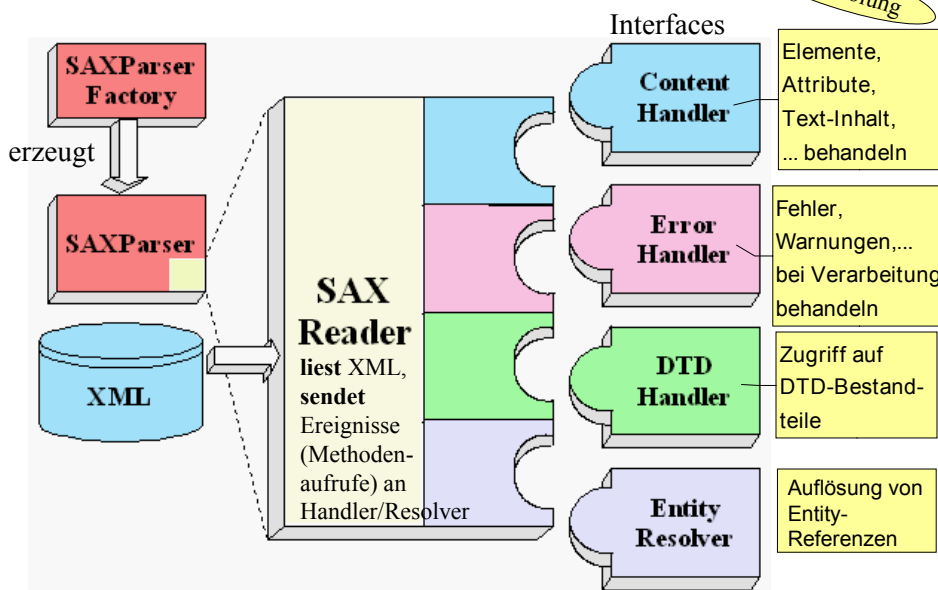 Interfaces
SAXParser
Factory
erzeugt
SAXParser
XML
SAX
Reader
liest XML,
sendet
Ereignisse
(Methoden-
aufrufe) an
Handler/Resolver
Content
Handler
Elemente,
Attribute,
Text-Inhalt,
... behandeln
Error
Handler
Fehler,
Warnungen,...
bei Verarbeitung
behandeln
DTD
Handler
Zugriff auf
DTD-Bestand-
teile
Entity
Resolver
Auflösung von
Entity-
Referenzen